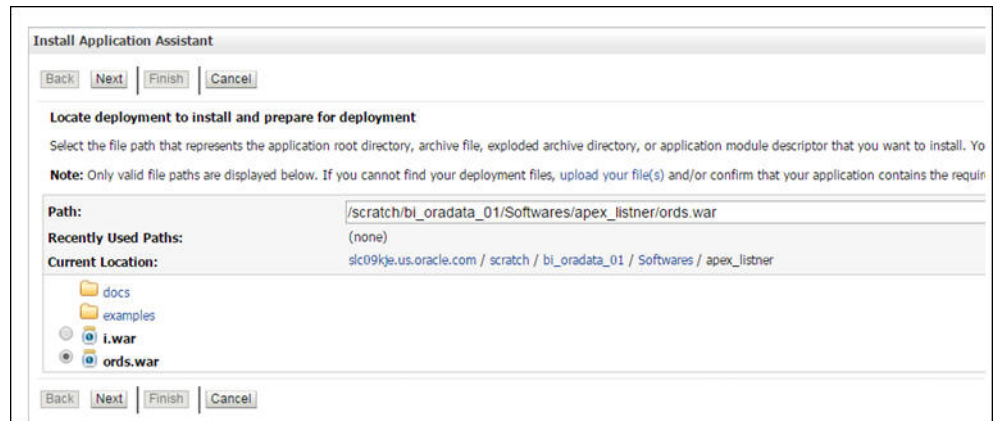 Install Application Assistant
Back Next Finish Cancel
Locate deployment to install and prepare for deployment
Select the file path that represents the application root directory, archive file, exploded archive directory, or application module descriptor that you want to install. Yo
Note: Only valid file paths are displayed below. If you cannot find your deployment files, upload your file(s) and/or confirm that your application contains the requir
Path: /scratch/bi_oradata_01/Softwares/apex_listner/ords.war
Recently Used Paths: (none)
Current Location: slc09kje.us.oracle.com / scratch / bi_oradata_01 / Softwares / apex_listner
docs
examples
i.war
ords.war
Back Next Finish Cancel